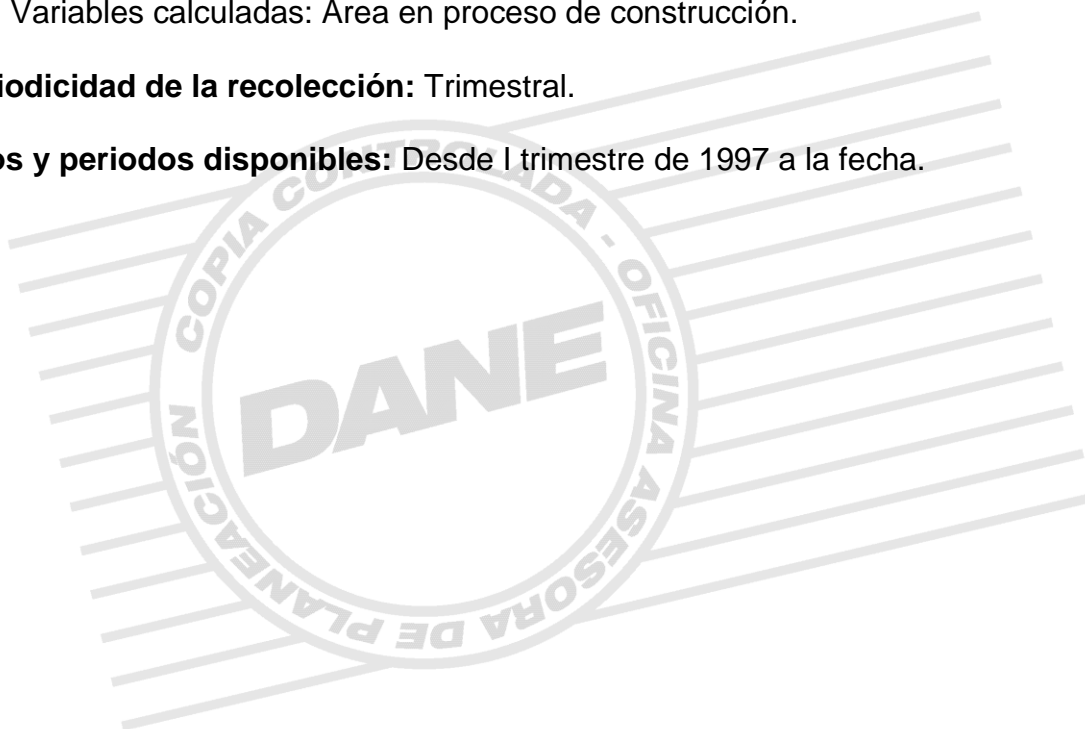 Variables calculadas: Área en proceso de construcción.
iodicidad de la recolección: Trimestral.
os y periodos disponibles: Desde I trimestre de 1997 a la fecha.
COPIA CONTROLADA - OFICINA ASESORA DE PLANEACIÓN
DANE